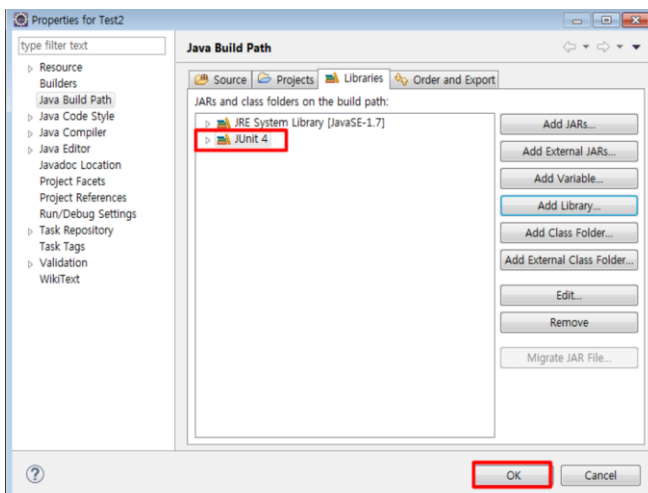 Properties for Test2
type filter text
Resource
Builders
Java Build Path
Java Code Style
Java Compiler
Java Editor
Javadoc Location
Project Facets
Project References
Run/Debug Settings
Task Repository
Task Tags
Validation
WikiText
Java Build Path
Source Projects Libraries Order and Export
JARs and class folders on the build path:
JRE System Library [JavaSE-1.7]
JUnit 4
Add JARs...
Add External JARs...
Add Variable...
Add Library...
Add Class Folder...
Add External Class Folder...
Edit...
Remove
Migrate JAR File...
?
OK Cancel